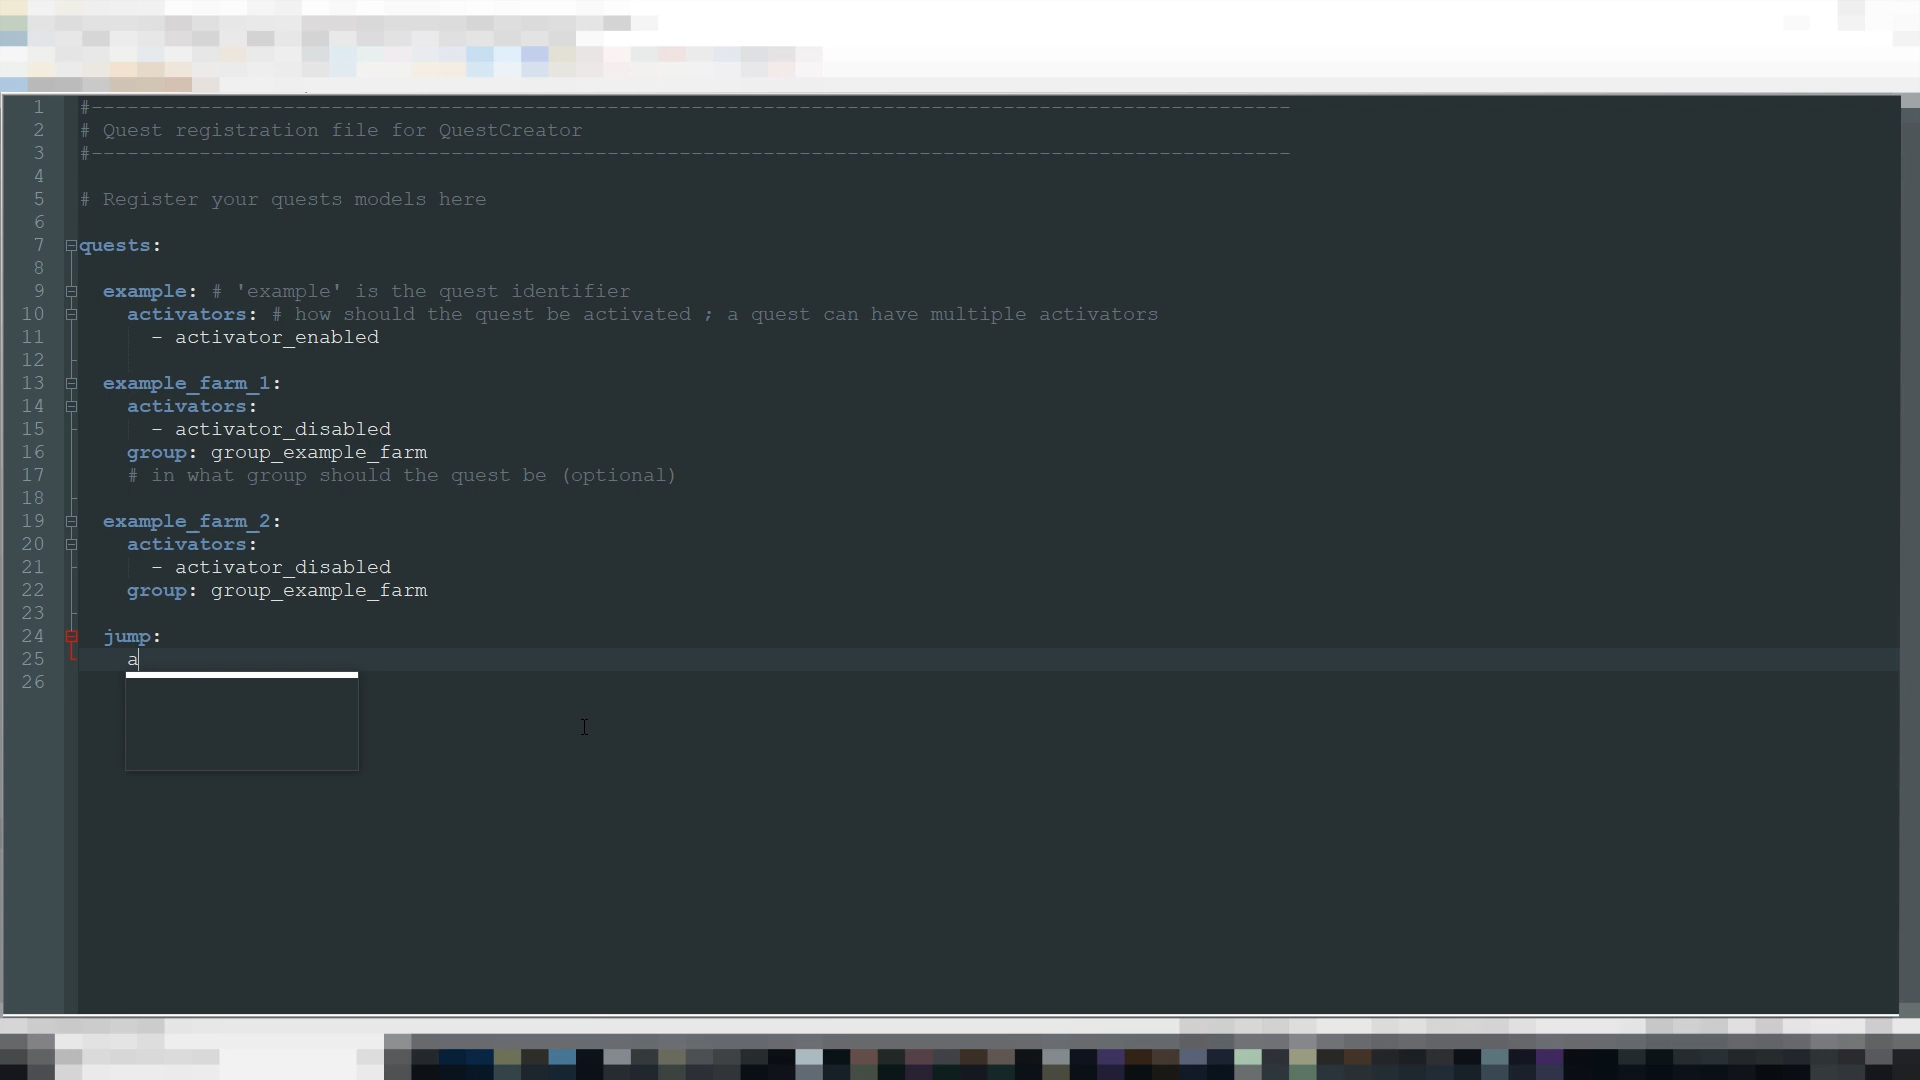 1 #----------------------------------------------------------------------------------------------------
2 # Quest registration file for QuestCreator
3 #----------------------------------------------------------------------------------------------------
4
5 # Register your quests models here
6
7 quests:
8
9 example: # 'example' is the quest identifier
10 activators: # how should the quest be activated ; a quest can have multiple activators
11 - activator_enabled
12
13 example_farm_1:
14 activators:
15 - activator_disabled
16 group: group_example_farm
17 # in what group should the quest be (optional)
18
19 example_farm_2:
20 activators:
21 - activator_disabled
22 group: group_example_farm
23
24 jump:
25 a
26